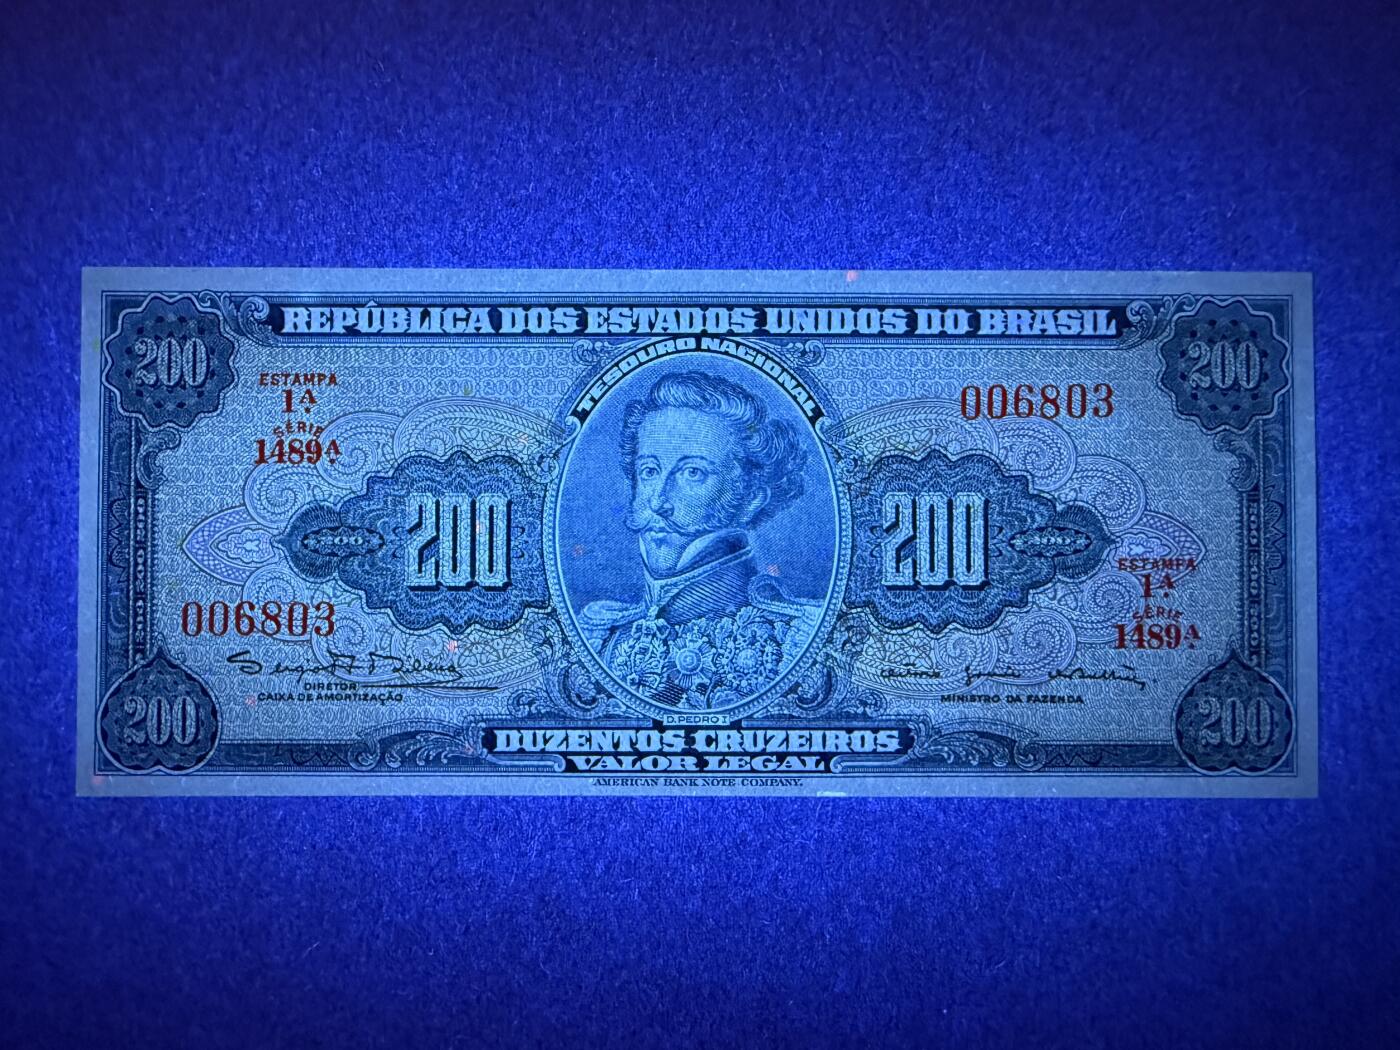 REPÚBLICA DOS ESTADOS UNIDOS DO BRASIL
TESOURO NACIONAL
200
200
ESTAMPA
1ª
SÉRIE
1489ª
006803
200
200
200
200
006803
ESTAMPA
1ª
SÉRIE
1489ª
DIRETOR
CAIXA DE AMORTIZAÇÃO
MINISTRO DA FAZENDA
200
200
D. PEDRO I
DUZENTOS CRUZEIROS
VALOR LEGAL
AMERICAN BANK NOTE COMPANY.